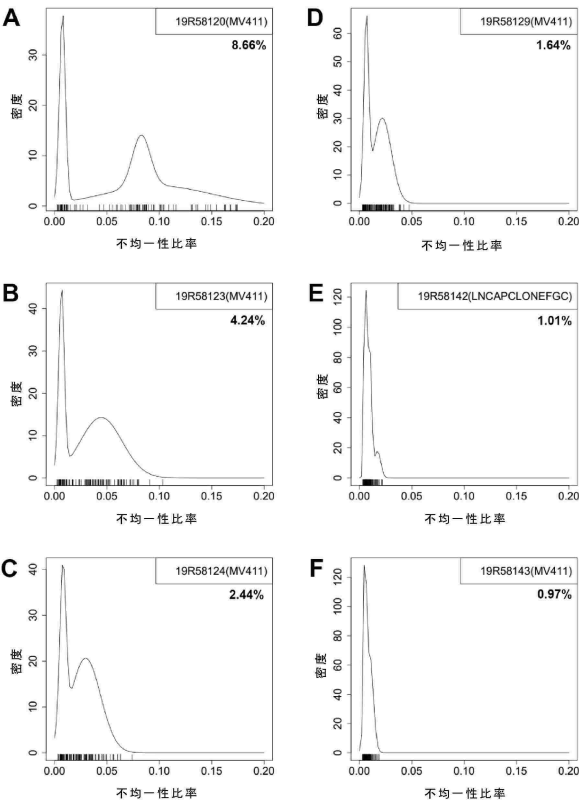 A
19R58120(MV411)
8.66%
密度
0
10
20
30
0.00
0.05
0.10
0.15
0.20
不均一性比率
D
19R58129(MV411)
1.64%
密度
0
10
20
30
40
50
60
0.00
0.05
0.10
0.15
0.20
不均一性比率
B
19R58123(MV411)
4.24%
密度
0
10
20
30
40
0.00
0.05
0.10
0.15
0.20
不均一性比率
E
19R58142(LNCAPCLONEFGC)
1.01%
密度
0
20
40
60
80
100
120
0.00
0.05
0.10
0.15
0.20
不均一性比率
C
19R58124(MV411)
2.44%
密度
0
10
20
30
40
0.00
0.05
0.10
0.15
0.20
不均一性比率
F
19R58143(MV411)
0.97%
密度
0
20
40
60
80
100
120
0.00
0.05
0.10
0.15
0.20
不均一性比率